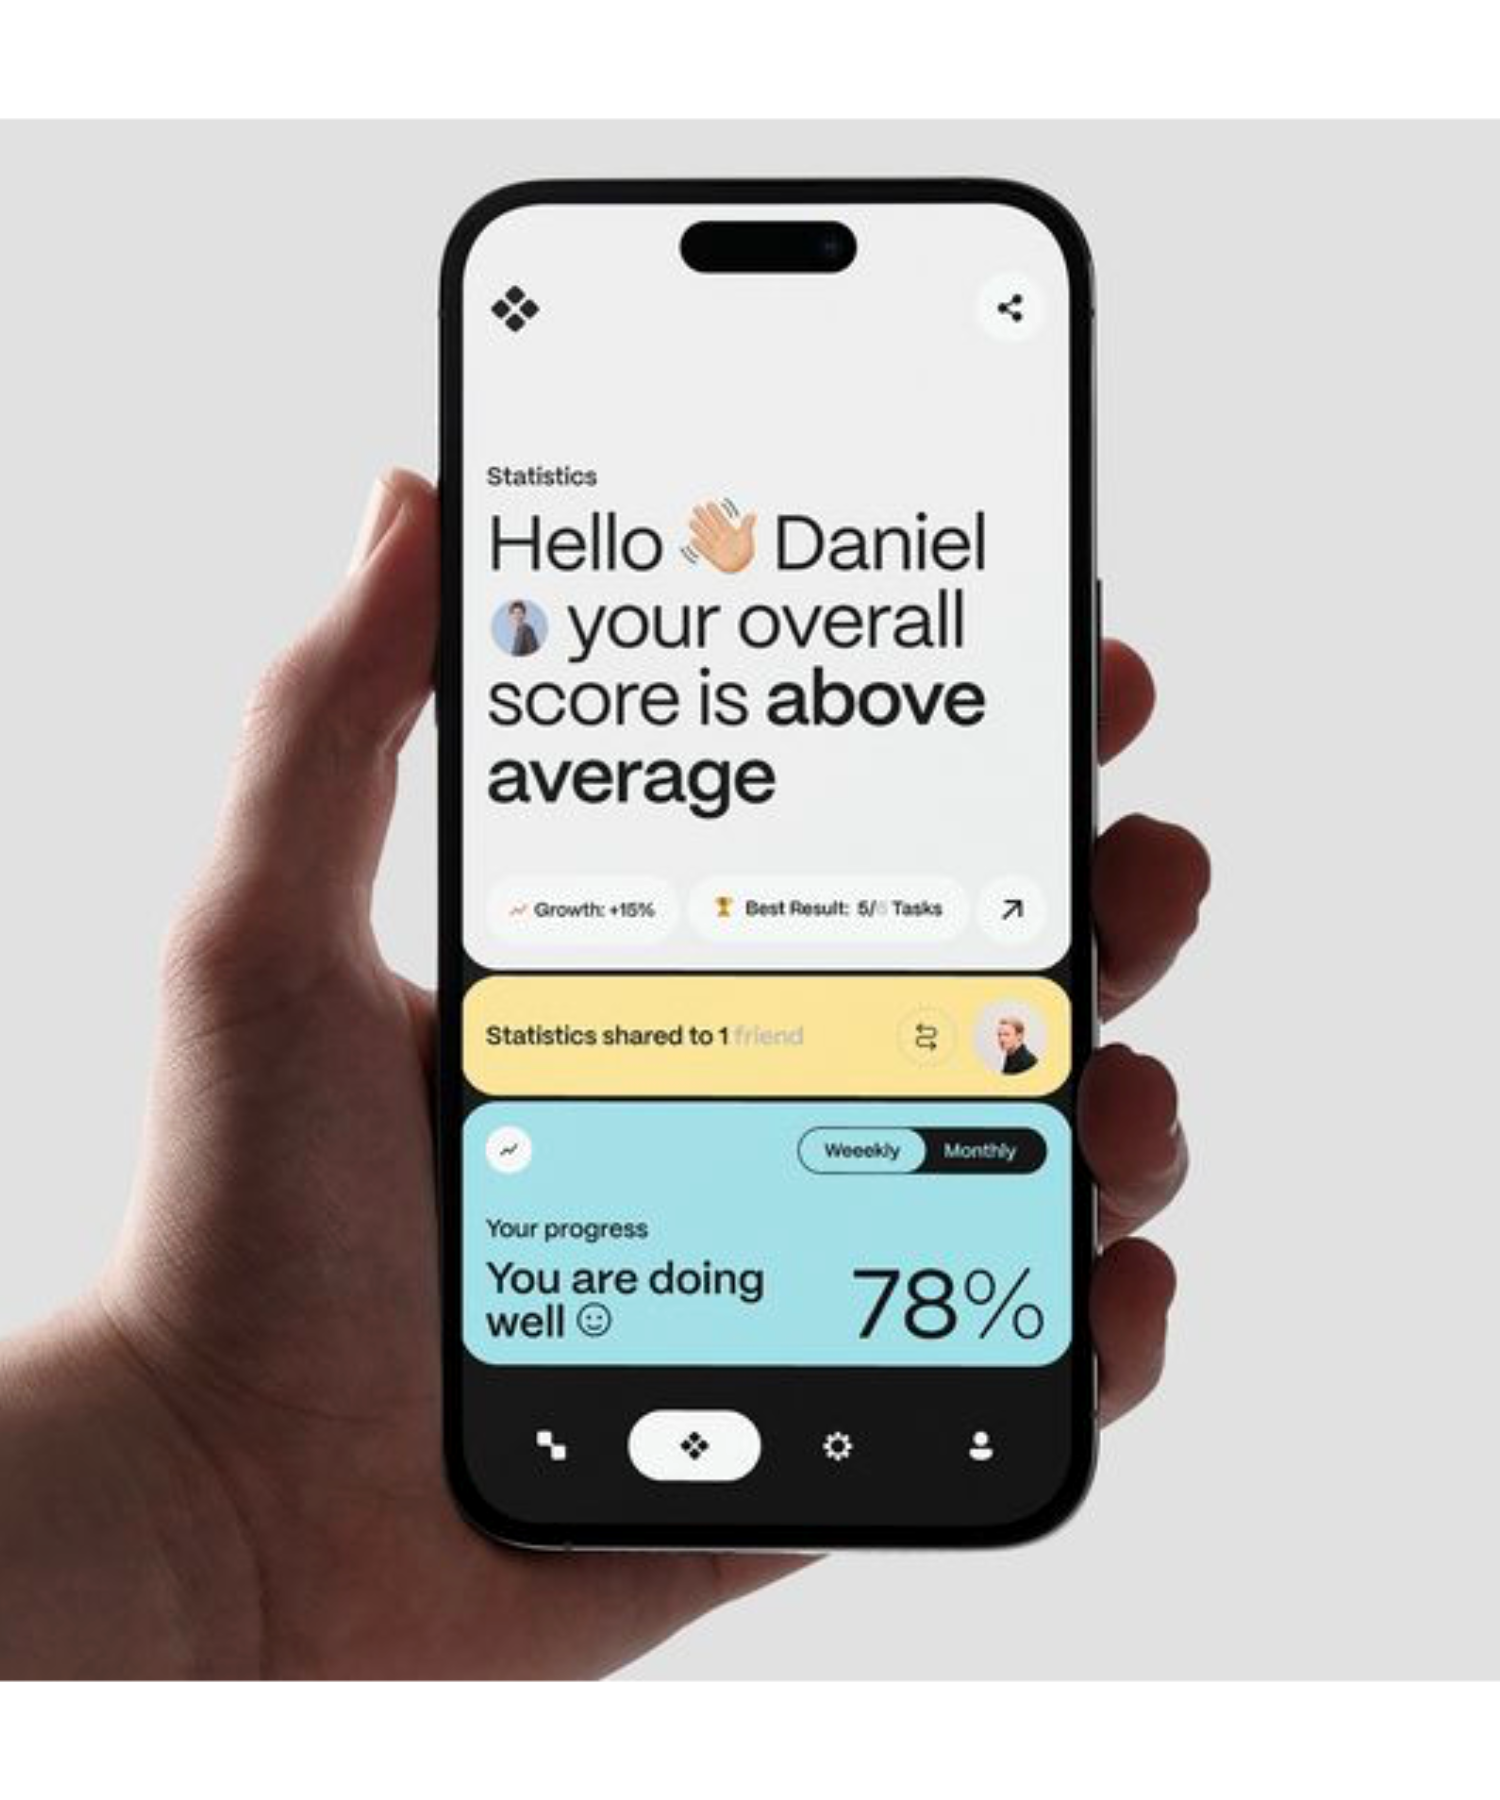 Statistics
Hello 👋🏼 Daniel
your overall
score is above
average
Growth: +15%
Best Result: 5/ Tasks
Statistics shared to 1 friend
Weeekly
Monthly
Your progress
You are doing
well ☺
78%